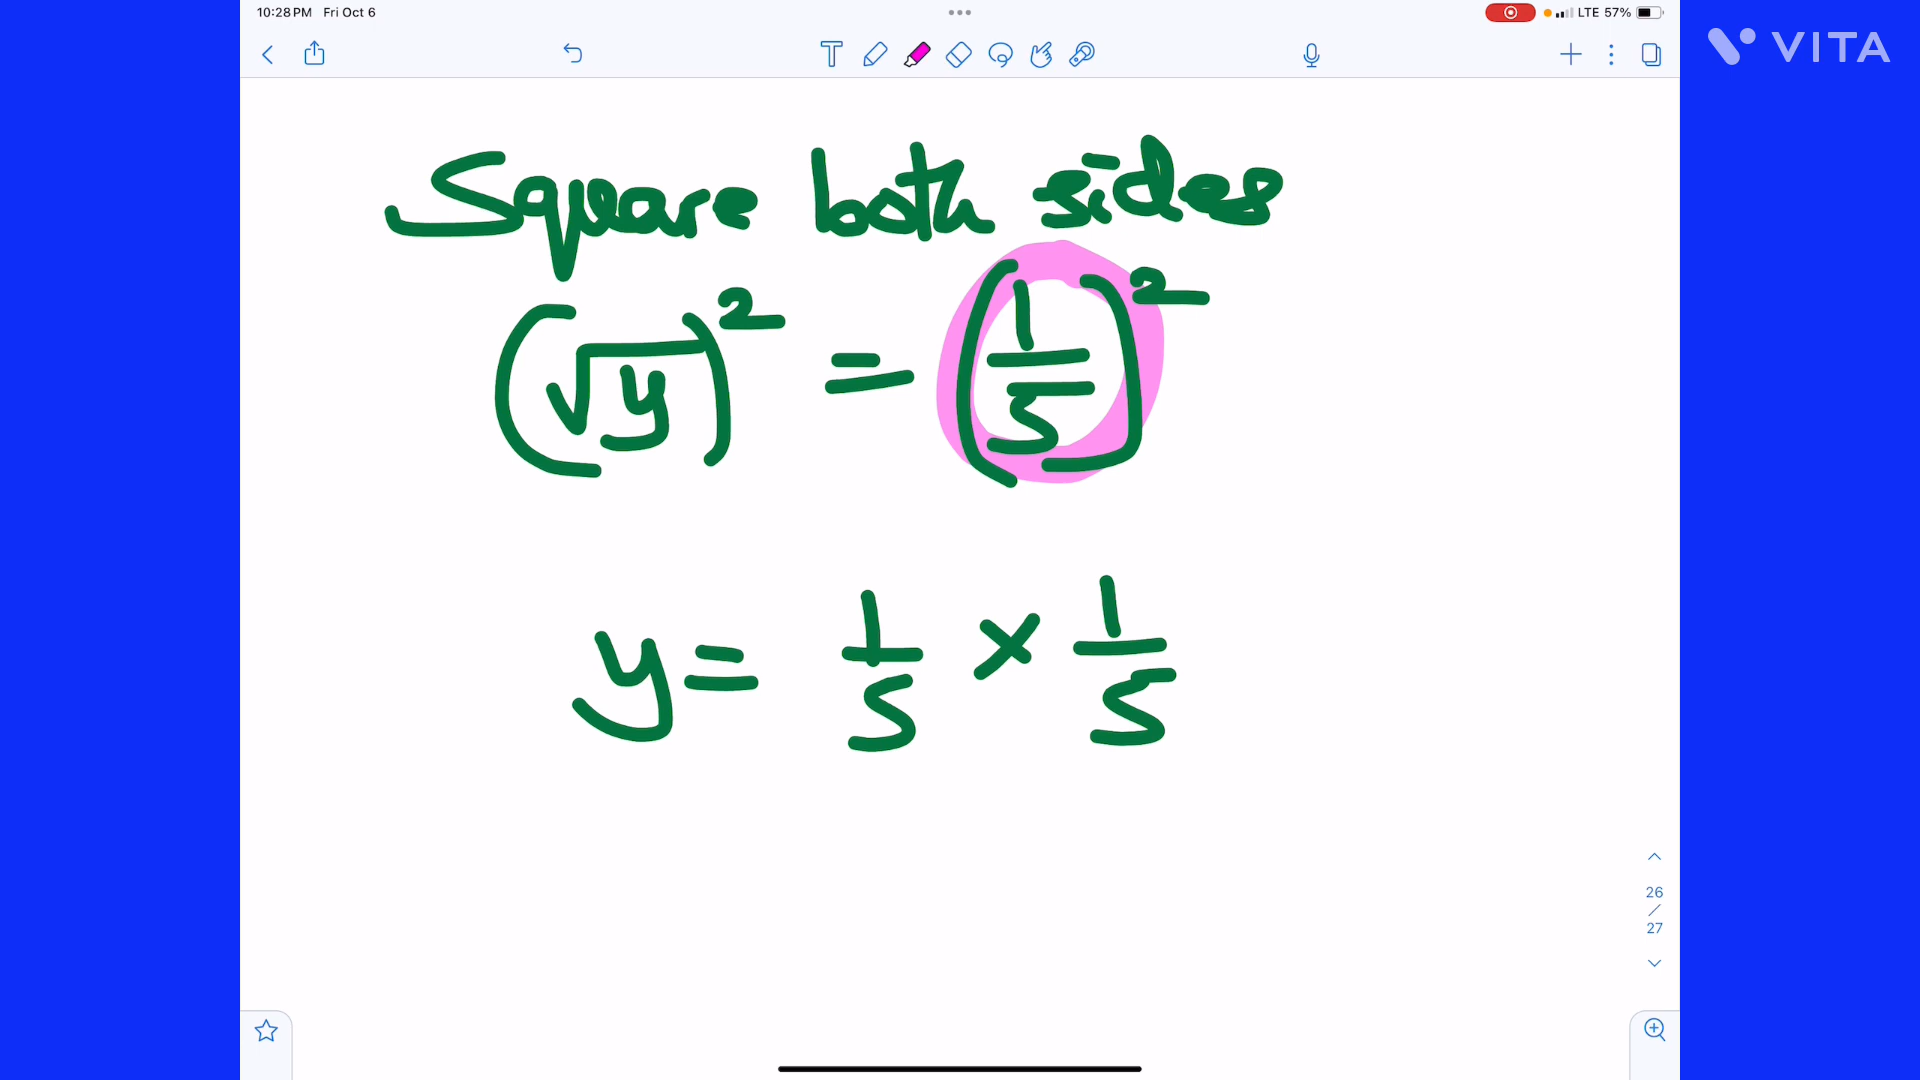 10:28 PM Fri Oct 6
LTE 57%
VITA
Square both sides
(√y)² = (1/5)²
y = 1/5 × 1/5
26
/
27